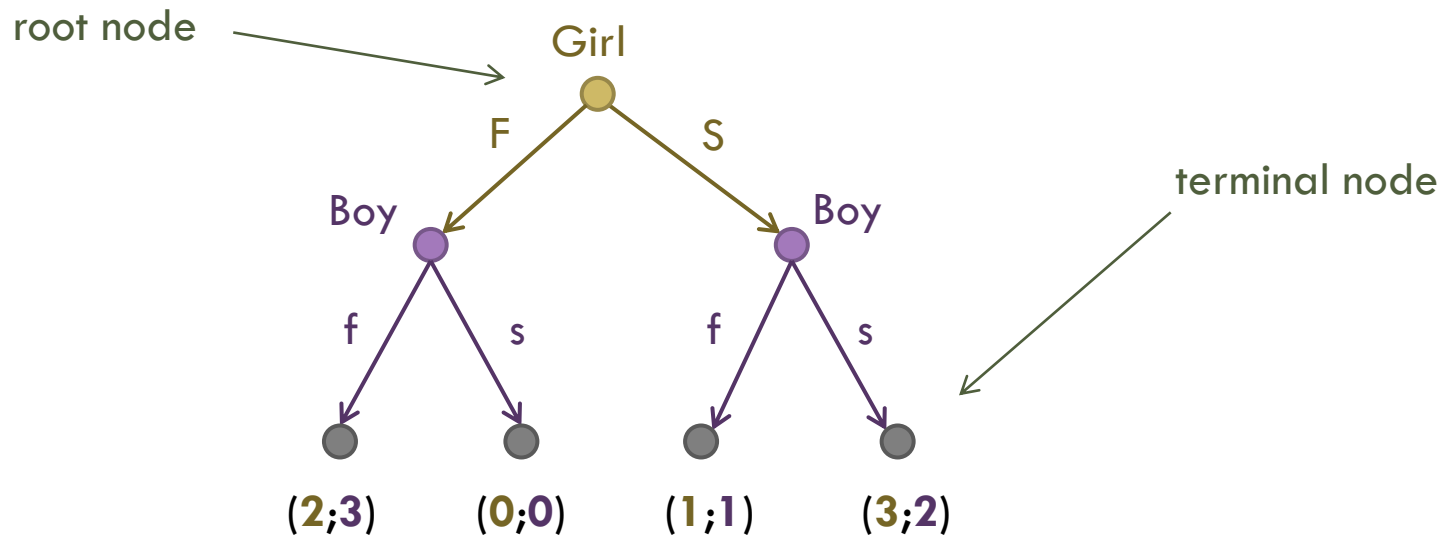 root node
Girl
F
S
terminal node
Boy
Boy
f
s
f
s
(2;3)
(0;0)
(1;1)
(3;2)